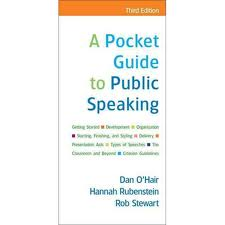 Third Edition
A Pocket
Guide to
Public
Speaking
Getting Started ■ Development ■ Organization
■ Starting, Finishing, and Styling ■ Delivery ■
Presentation Aids ■ Types of Speeches ■ The
Classroom and Beyond ■ Citation Guidelines
Dan O'Hair
Hannah Rubenstein
Rob Stewart